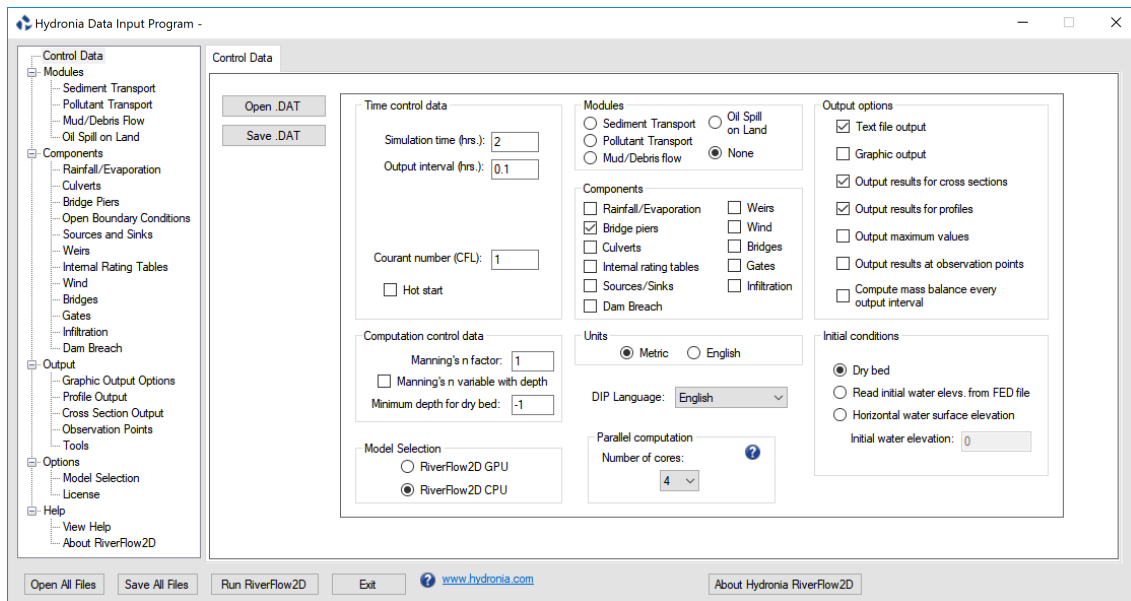 Hydronia Data Input Program -
Control Data
Modules
Sediment Transport
Pollutant Transport
Mud/Debris Flow
Oil Spill on Land
Components
Rainfall/Evaporation
Culverts
Bridge Piers
Open Boundary Conditions
Sources and Sinks
Weirs
Internal Rating Tables
Wind
Bridges
Gates
Infiltration
Dam Breach
Output
Graphic Output Options
Profile Output
Cross Section Output
Observation Points
Tools
Options
Model Selection
License
Help
View Help
About RiverFlow2D
Control Data
Open .DAT
Save .DAT
Time control data
Simulation time (hrs.): 2
Output interval (hrs.): 0.1
Courant number (CFL): 1
Hot start
Computation control data
Manning's n factor: 1
Manning's n variable with depth
Minimum depth for dry bed: -1
Model Selection
RiverFlow2D GPU
RiverFlow2D CPU
Modules
Sediment Transport
Pollutant Transport
Mud/Debris flow
Oil Spill
on Land
None
Components
Rainfall/Evaporation
Bridge piers
Culverts
Internal rating tables
Sources/Sinks
Dam Breach
Weirs
Wind
Bridges
Gates
Infiltration
Units
Metric English
DIP Language: English
Parallel computation
Number of cores:
4
Output options
Text file output
Graphic output
Output results for cross sections
Output results for profiles
Output maximum values
Output results at observation points
Compute mass balance every
output interval
Initial conditions
Dry bed
Read initial water elevs. from FED file
Horizontal water surface elevation
Initial water elevation: 0
Open All Files Save All Files Run RiverFlow2D Exit ? www.hydronia.com About Hydronia RiverFlow2D